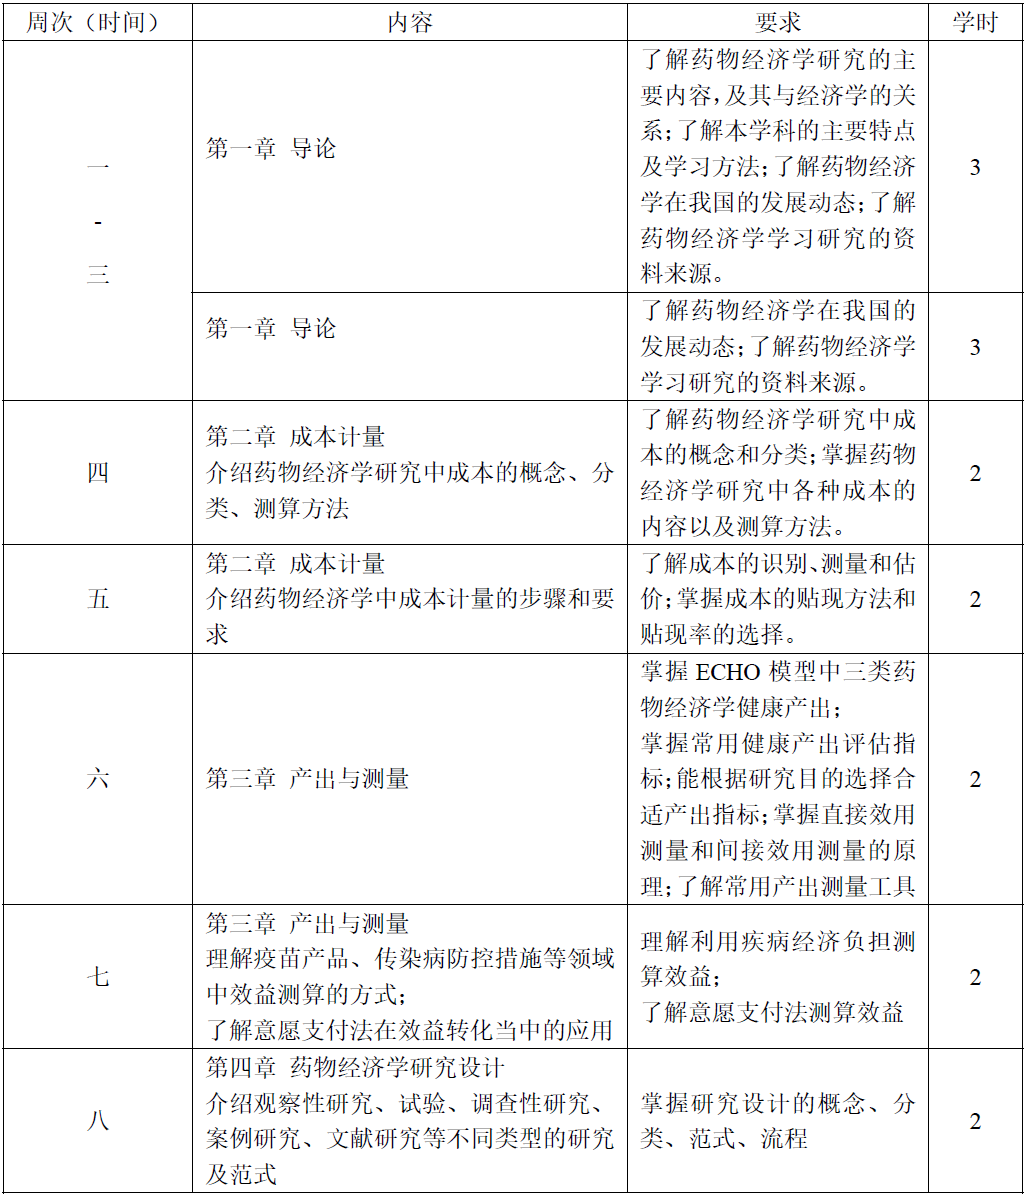 周次（时间）
内容
要求
学时
一
-
三
第一章 导论
了解药物经济学研究的主
要内容，及其与经济学的关
系；了解本学科的主要特点
及学习方法；了解药物经济
学在我国的发展动态；了解
药物经济学学习研究的资
料来源。
3
第一章 导论
了解药物经济学在我国的
发展动态；了解药物经济学
学习研究的资料来源。
3
四
第二章 成本计量
介绍药物经济学研究中成本的概念、分
类、测算方法
了解药物经济学研究中成
本的概念和分类；掌握药物
经济学研究中各种成本的
内容以及测算方法。
2
五
第二章 成本计量
介绍药物经济学中成本计量的步骤和要
求
了解成本的识别、测量和估
价；掌握成本的贴现方法和
贴现率的选择。
2
六
第三章 产出与测量
掌握 ECHO 模型中三类药
物经济学健康产出；
掌握常用健康产出评估指
标；能根据研究目的选择合
适产出指标；掌握直接效用
测量和间接效用测量的原
理；了解常用产出测量工具
2
七
第三章 产出与测量
理解疫苗产品、传染病防控措施等领域
中效益测算的方式；
了解意愿支付法在效益转化当中的应用
理解利用疾病经济负担测
算效益；
了解意愿支付法测算效益
2
八
第四章 药物经济学研究设计
介绍观察性研究、试验、调查性研究、
案例研究、文献研究等不同类型的研究
及范式
掌握研究设计的概念、分
类、范式、流程
2